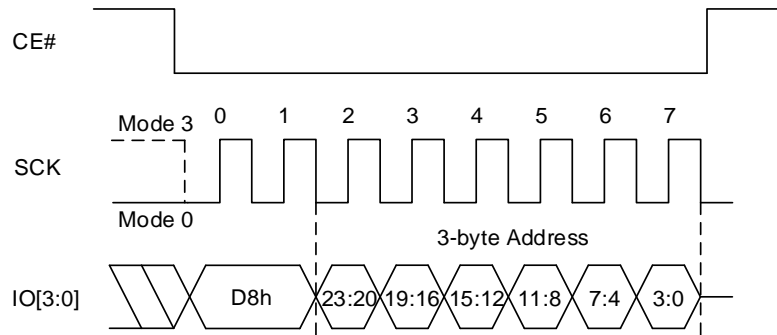 CE#
0 1 2 3 4 5 6 7
Mode 3
SCK
Mode 0
3-byte Address
IO[3:0] D8h 23:20 19:16 15:12 11:8 7:4 3:0